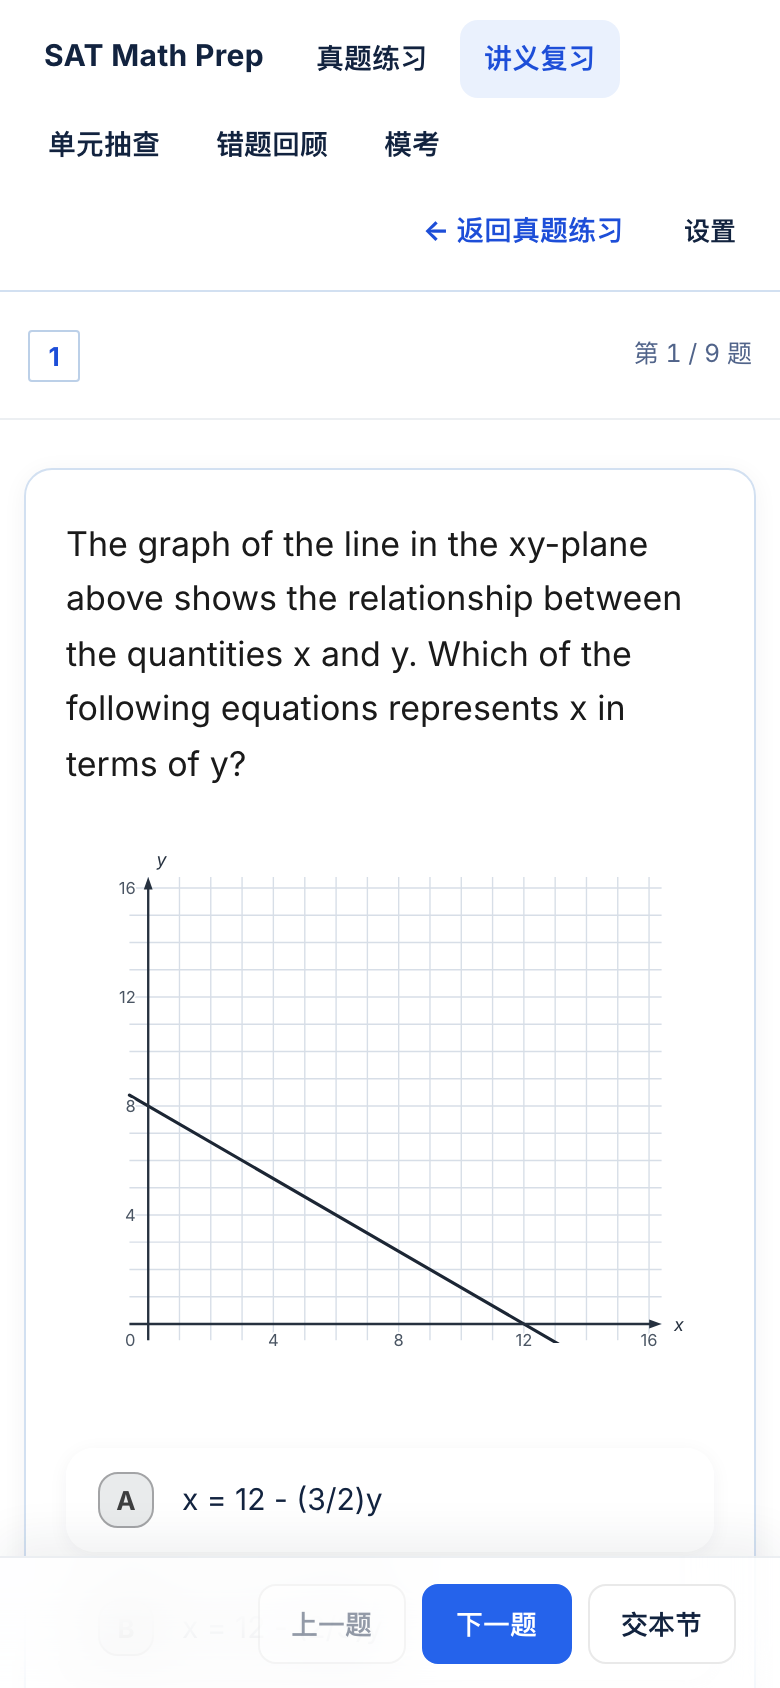 SAT Math Prep 真题练习 讲义复习
单元抽查 错题回顾 模考
← 返回真题练习 设置
1 第 1 / 9 题
The graph of the line in the xy-plane
above shows the relationship between
the quantities x and y. Which of the
following equations represents x in
terms of y?
y
16
12
8
4
x
0 4 8 12 16
A x = 12 - (3/2)y
B x = 12
上一题 下一题 交本节